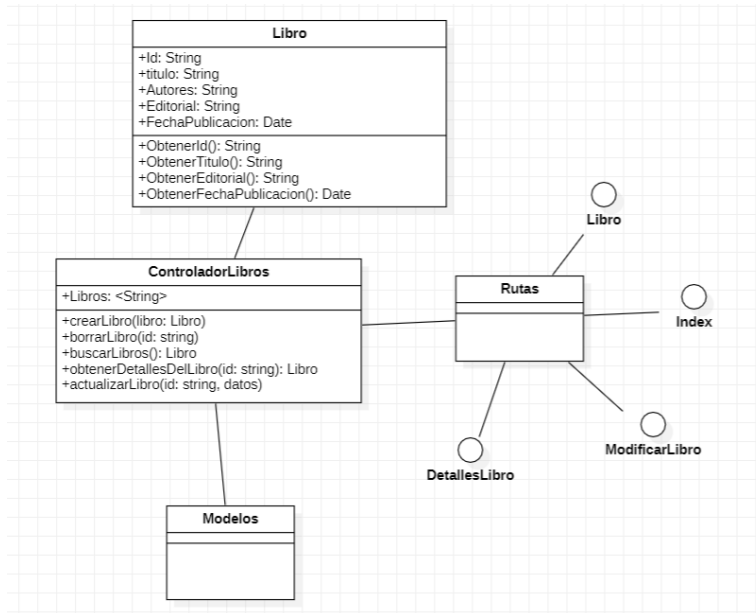 Libro
+Id: String
+titulo: String
+Autores: String
+Editorial: String
+FechaPublicacion: Date
+ObtenerId(): String
+ObtenerTitulo(): String
+ObtenerEditorial(): String
+ObtenerFechaPublicacion(): Date
ControladorLibros
+Libros: <String>
+crearLibro(libro: Libro)
+borrarLibro(id: string)
+buscarLibros(): Libro
+obtenerDetallesDelLibro(id: string): Libro
+actualizarLibro(id: string, datos)
Rutas
Libro
Index
ModificarLibro
DetallesLibro
Modelos